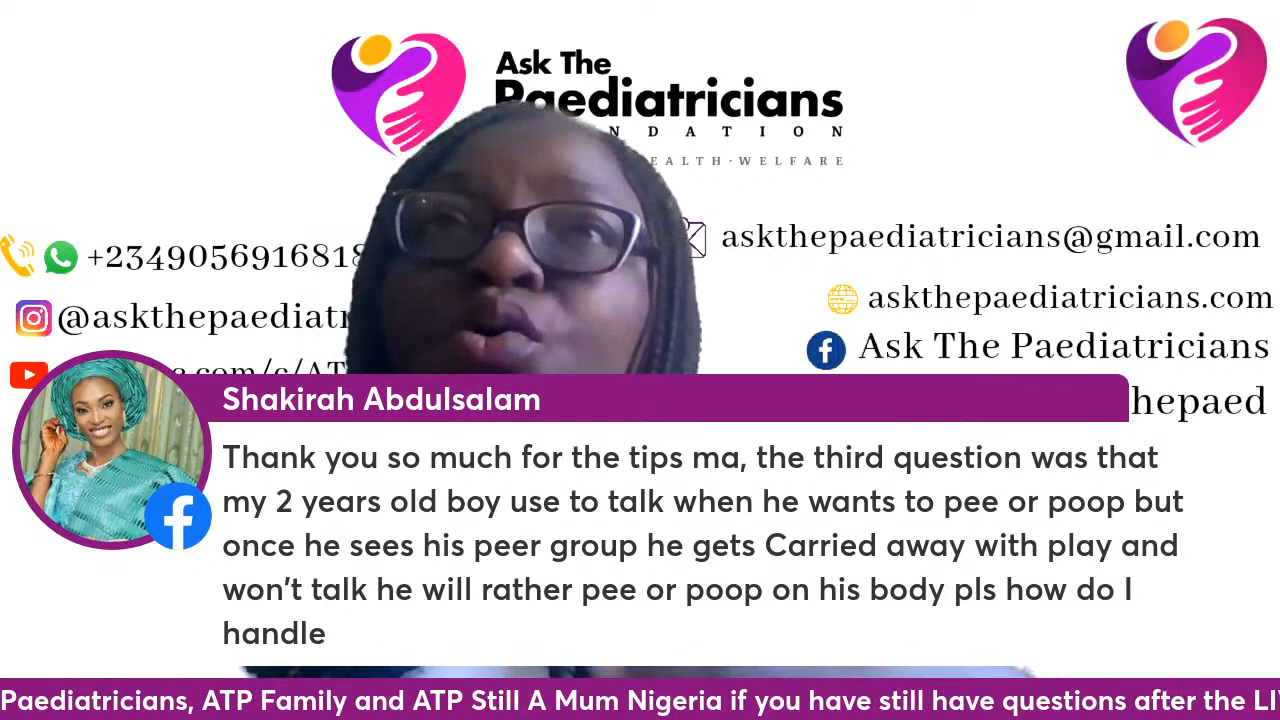 Ask The
Paediatricians
N D A T I O N
EALTH·WELFARE
+2349056916818
askthepaediatricians@gmail.com
askthepaediatricians.com
@askthepaediatr
Ask The Paediatricians
hepaed
Shakirah Abdulsalam
Thank you so much for the tips ma, the third question was that
my 2 years old boy use to talk when he wants to pee or poop but
once he sees his peer group he gets Carried away with play and
won't talk he will rather pee or poop on his body pls how do I
handle
Paediatricians, ATP Family and ATP Still A Mum Nigeria if you have still have questions after the LI